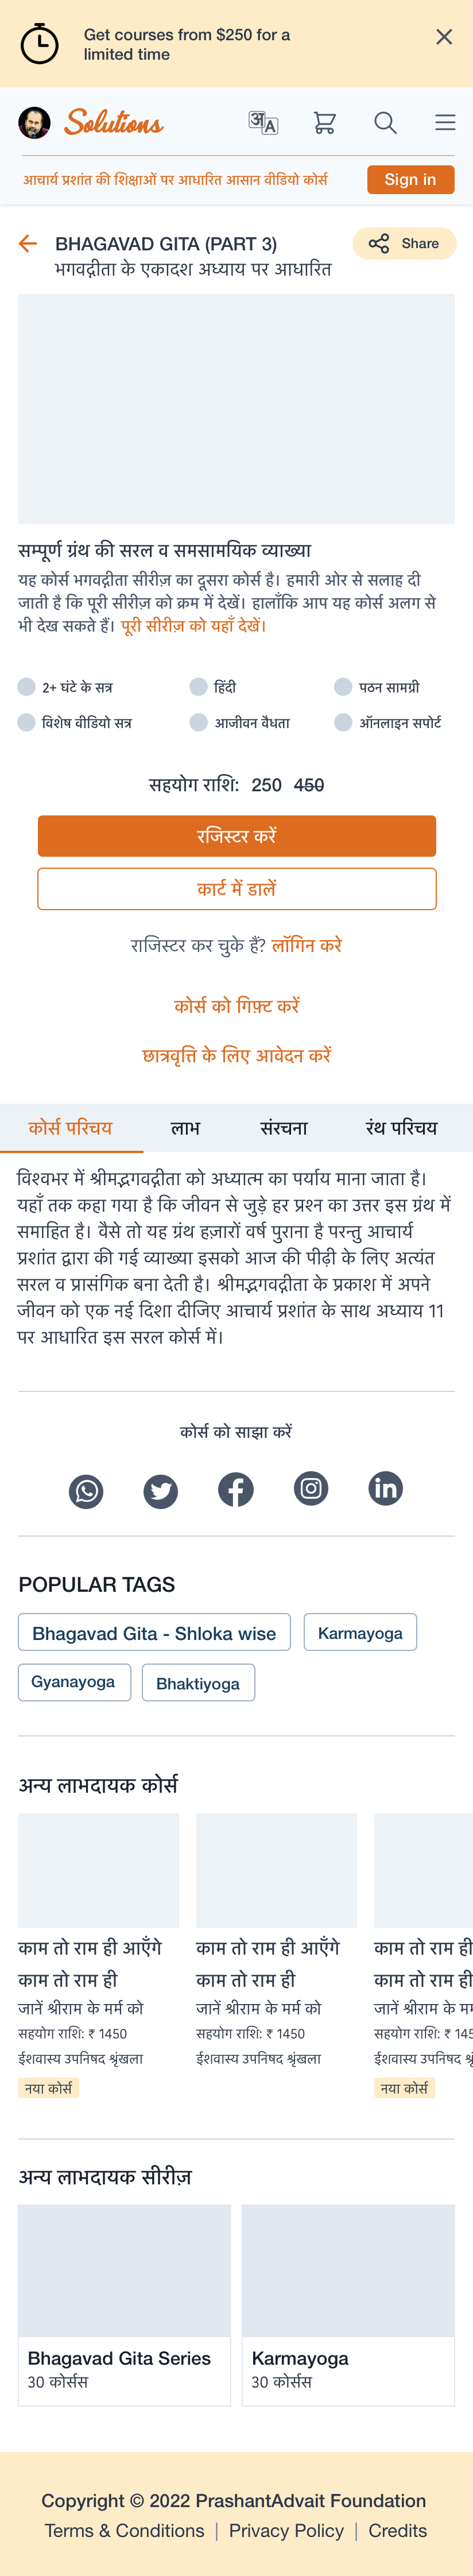 Get courses from $250 for a
limited time
Solutions
अ A
आचार्य प्रशांत की शिक्षाओं पर आधारित आसान वीडियो कोर्स
Sign in
BHAGAVAD GITA (PART 3)
Share
भगवद्गीता के एकादश अध्याय पर आधारित
सम्पूर्ण ग्रंथ की सरल व समसामयिक व्याख्या
यह कोर्स भगवद्गीता सीरीज़ का दूसरा कोर्स है। हमारी ओर से सलाह दी
जाती है कि पूरी सीरीज़ को क्रम में देखें। हालाँकि आप यह कोर्स अलग से
भी देख सकते हैं। पूरी सीरीज़ को यहाँ देखें।
2+ घंटे के सत्र
हिंदी
पठन सामग्री
विशेष वीडियो सत्र
आजीवन वैधता
ऑनलाइन सपोर्ट
सहयोग राशि: 250 450
रजिस्टर करें
कार्ट में डालें
राजिस्टर कर चुके हैं? लॉगिन करे
कोर्स को गिफ़्ट करें
छात्रवृत्ति के लिए आवेदन करें
कोर्स परिचय
लाभ
संरचना
रंथ परिचय
विश्वभर में श्रीमद्भगवद्गीता को अध्यात्म का पर्याय माना जाता है।
यहाँ तक कहा गया है कि जीवन से जुड़े हर प्रश्न का उत्तर इस ग्रंथ में
समाहित है। वैसे तो यह ग्रंथ हज़ारों वर्ष पुराना है परन्तु आचार्य
प्रशांत द्वारा की गई व्याख्या इसको आज की पीढ़ी के लिए अत्यंत
सरल व प्रासंगिक बना देती है। श्रीमद्भगवद्गीता के प्रकाश में अपने
जीवन को एक नई दिशा दीजिए आचार्य प्रशांत के साथ अध्याय 11
पर आधारित इस सरल कोर्स में।
कोर्स को साझा करें
POPULAR TAGS
Bhagavad Gita - Shloka wise
Karmayoga
Gyanayoga
Bhaktiyoga
अन्य लाभदायक कोर्स
काम तो राम ही आएँगे
काम तो राम ही
जानें श्रीराम के मर्म को
सहयोग राशि: ₹ 1450
ईशवास्य उपनिषद श्रृंखला
नया कोर्स
काम तो राम ही आएँगे
काम तो राम ही
जानें श्रीराम के मर्म को
सहयोग राशि: ₹ 1450
ईशवास्य उपनिषद श्रृंखला
काम तो राम ही
काम तो राम ही
जानें श्रीराम के
सहयोग राशि: ₹ 145
ईशवास्य उपनिषद
नया कोर्स
अन्य लाभदायक सीरीज़
Bhagavad Gita Series
30 कोर्सस
Karmayoga
30 कोर्सस
Copyright © 2022 PrashantAdvait Foundation
Terms & Conditions | Privacy Policy | Credits